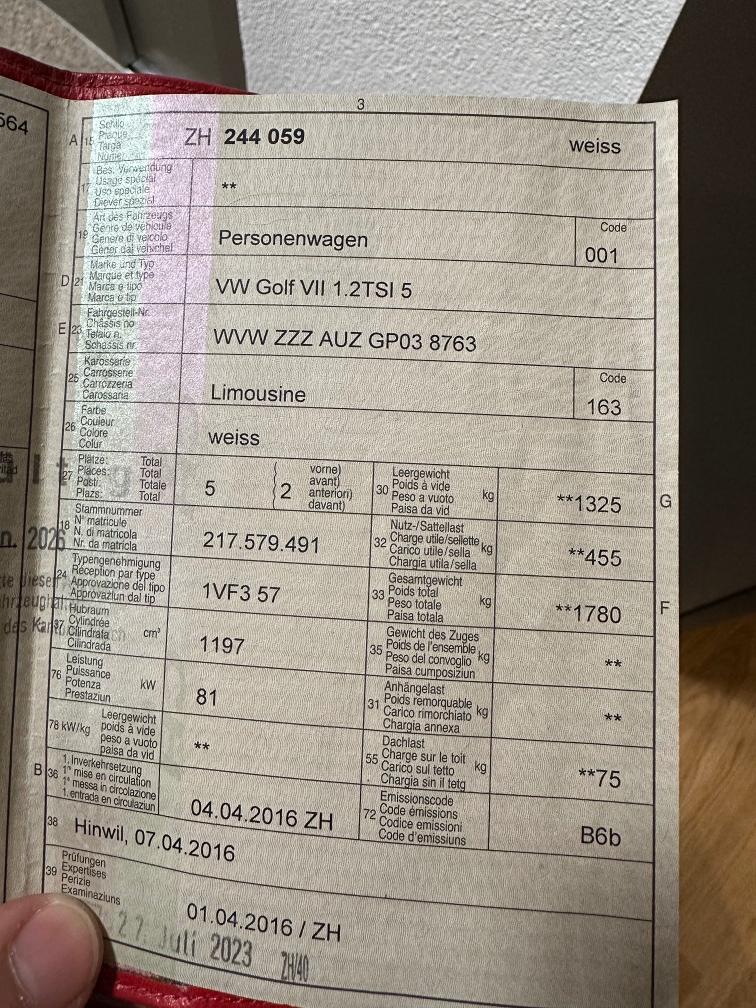 564
3
A 15 Schild
Plaque
Targa
Numer
ZH 244 059
weiss
17 Bes. Verwendung
Usage spécial
Uso speciale
Diever spezial
**
19 Art des Fahrzeugs
Genre de véhicule
Genere di veicolo
Gener dal vehichel
Personenwagen
Code
001
D 21 Marke und Typ
Marque et type
Marca e tipo
Marca e tip
VW Golf VII 1.2TSI 5
E 23 Fahrgestell-Nr.
Châssis no
Telaio n.
Schassis nr.
WVW ZZZ AUZ GP03 8763
25 Karosserie
Carrosserie
Carrozzeria
Carossaria
Limousine
Code
163
26 Farbe
Couleur
Colore
Colur
weiss
27 Plätze: Total
Places: Total
Posti: Totale
Plazs: Total
5
2
vorne)
avant)
anteriori)
davant)
30 Leergewicht
Poids à vide
Peso a vuoto
Paisa da vid
kg
**1325
G
18 Stammnummer
N° matricule
N. di matricola
Nr. da matricla
217.579.491
32 Nutz-/Sattellast
Charge utile/sellette
Carico utile/sella
Chargia utila/sella
kg
**455
n. 2026
24 Typengenehmigung
Réception par type
Approvazione del tipo
Approvaziun dal tip
1VF3 57
33 Gesamtgewicht
Poids total
Peso totale
Paisa totala
kg
**1780
F
te dieser
des Kan
37 Hubraum
Cylindrée
Cilindrata
Cilindrada
cm³
1197
35 Gewicht des Zuges
Poids de l'ensemble
Peso del convoglio
Paisa cumposiziun
kg
**
76 Leistung
Puissance
Potenza
Prestaziun
kW
81
31 Anhängelast
Poids remorquable
Carico rimorchiato
Chargia annexa
kg
**
78 kW/kg Leergewicht
poids à vide
peso a vuoto
paisa da vid
**
55 Dachlast
Charge sur le toit
Carico sul tetto
Chargia sin il tetg
kg
**75
B 36 1. Inverkehrsetzung
1re mise en circulation
1a messa in circolazione
1. entrada en circulaziun
04.04.2016 ZH
72 Emissionscode
Code émissions
Codice emissioni
Code d'emissiuns
B6b
38 Hinwil, 07.04.2016
39 Prüfungen
Expertises
Perizie
Examinaziuns
01.04.2016 / ZH
27. Juli 2023 ZH/40